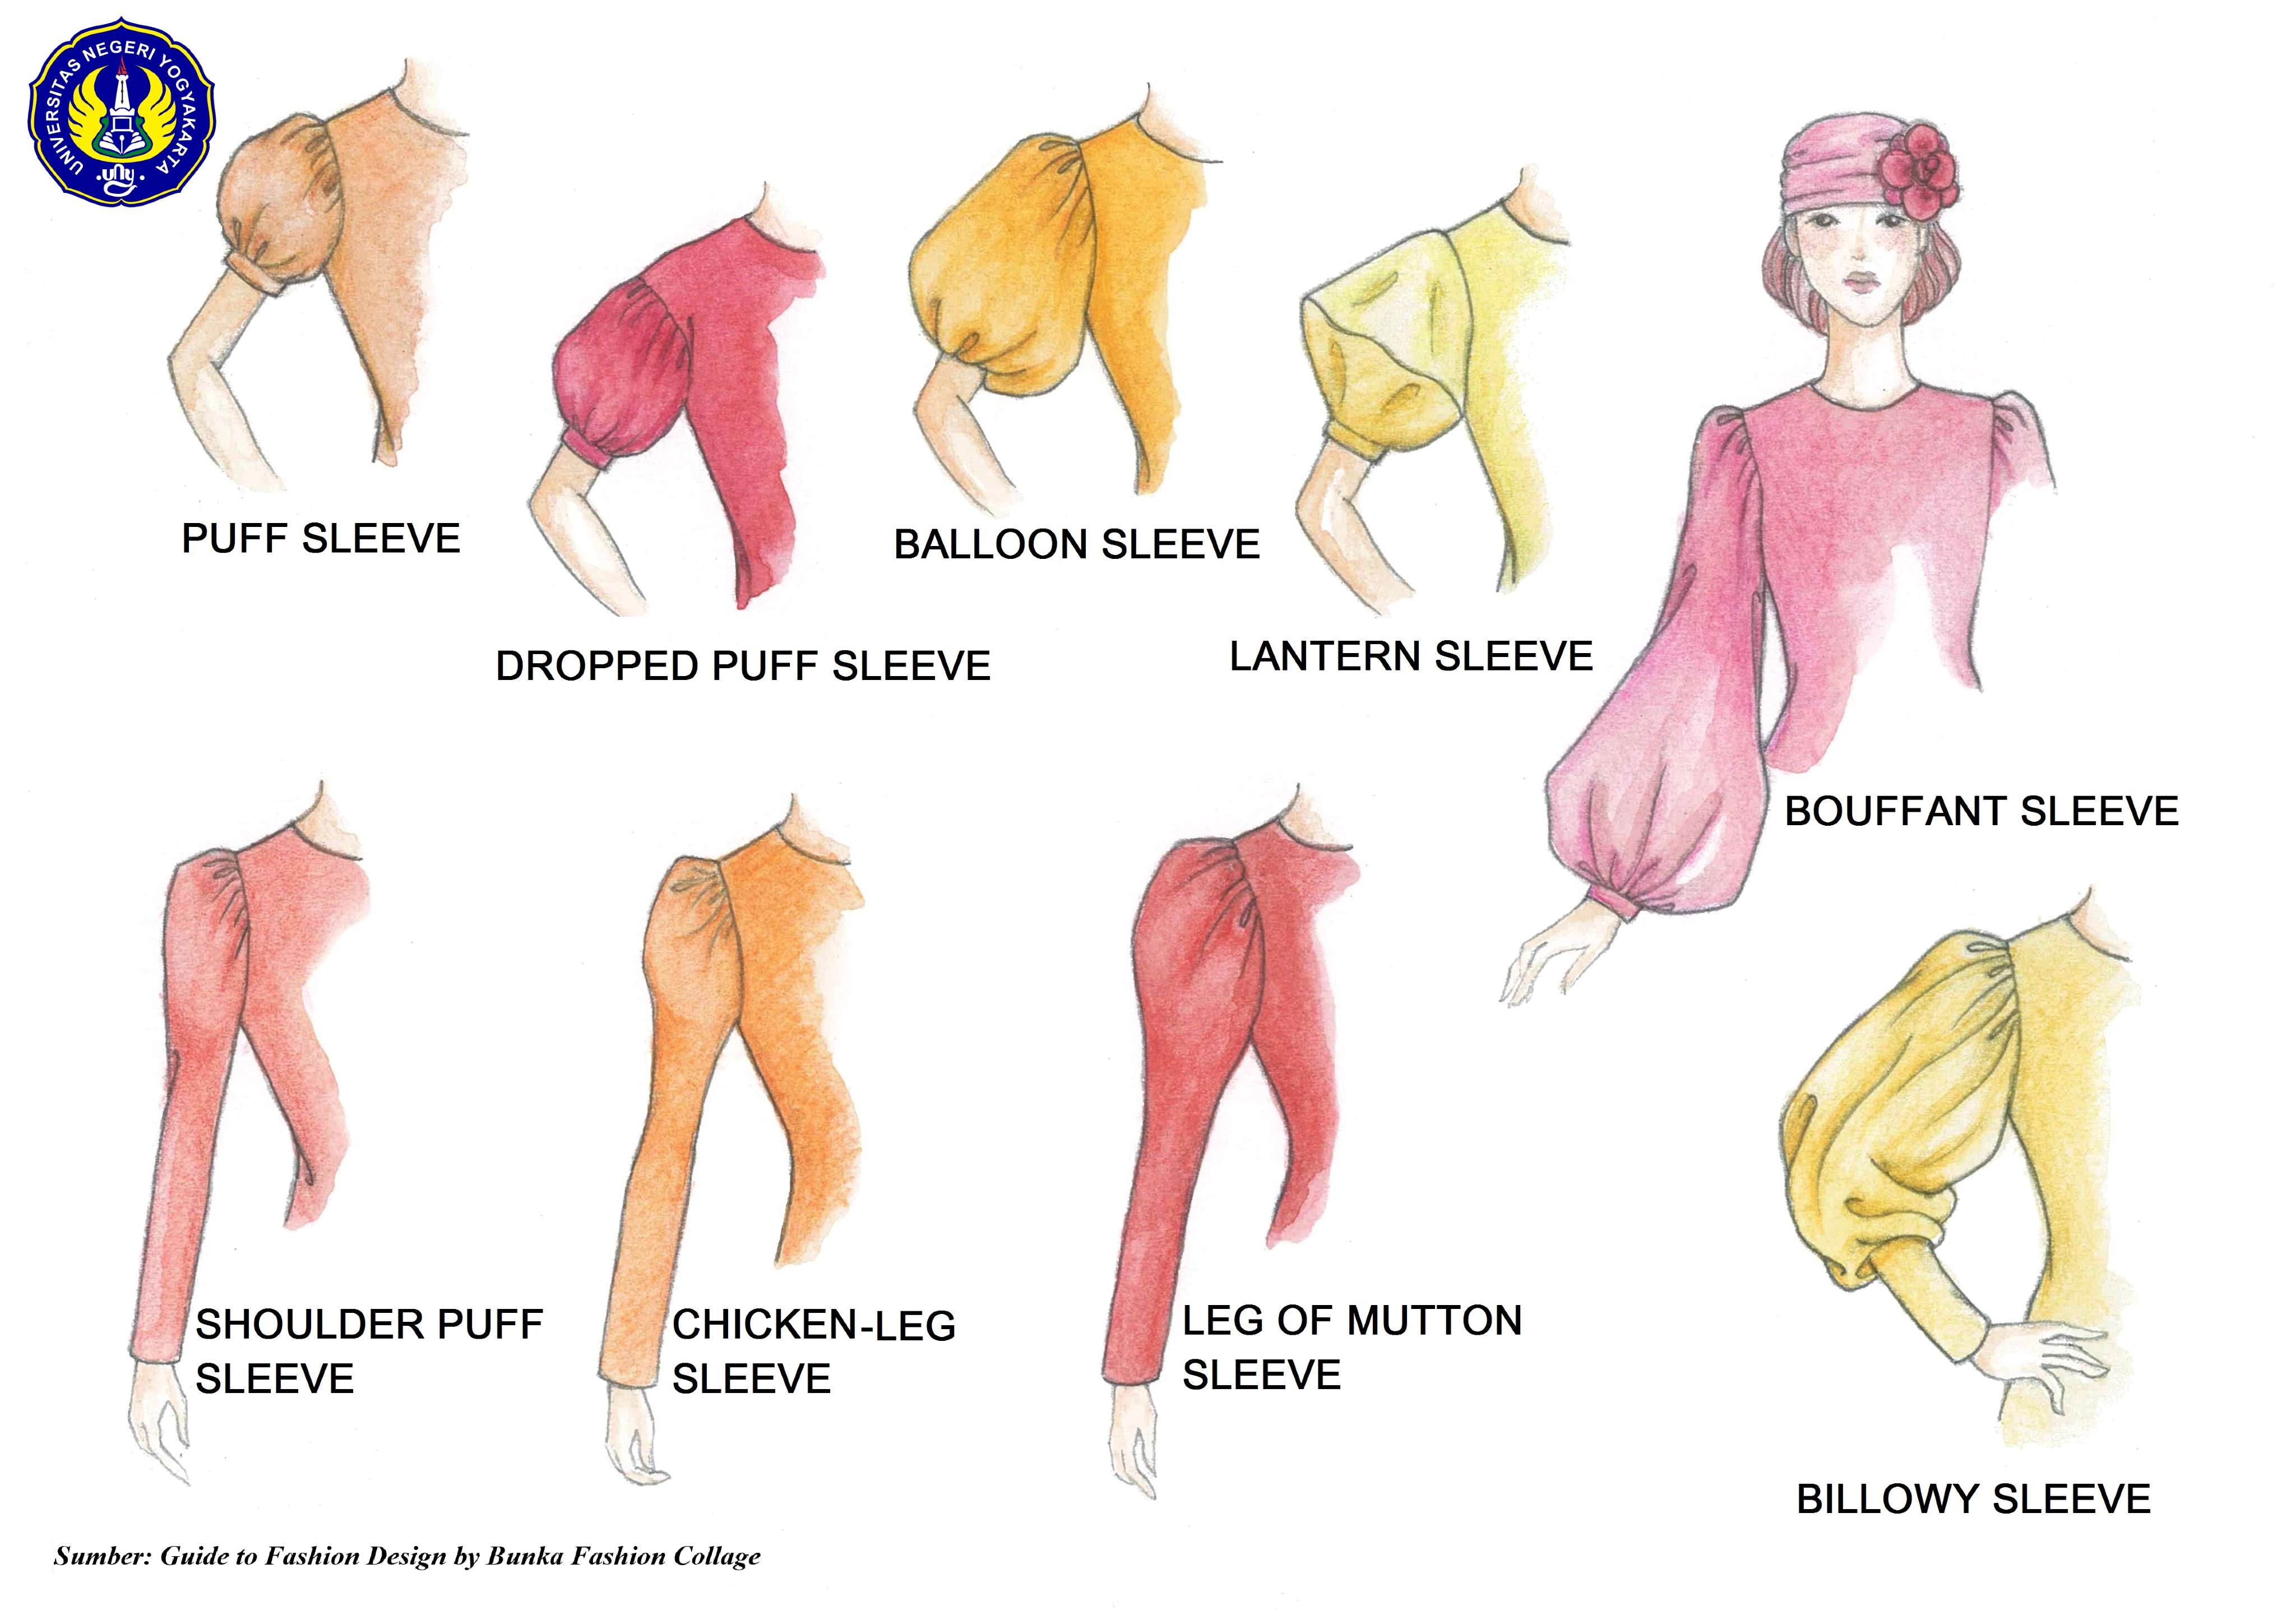 UNIVERSITAS NEGERI YOGYAKARTA
uny
PUFF SLEEVE
DROPPED PUFF SLEEVE
BALLOON SLEEVE
LANTERN SLEEVE
BOUFFANT SLEEVE
SHOULDER PUFF
SLEEVE
CHICKEN-LEG
SLEEVE
LEG OF MUTTON
SLEEVE
BILLOWY SLEEVE
Sumber: Guide to Fashion Design by Bunka Fashion Collage